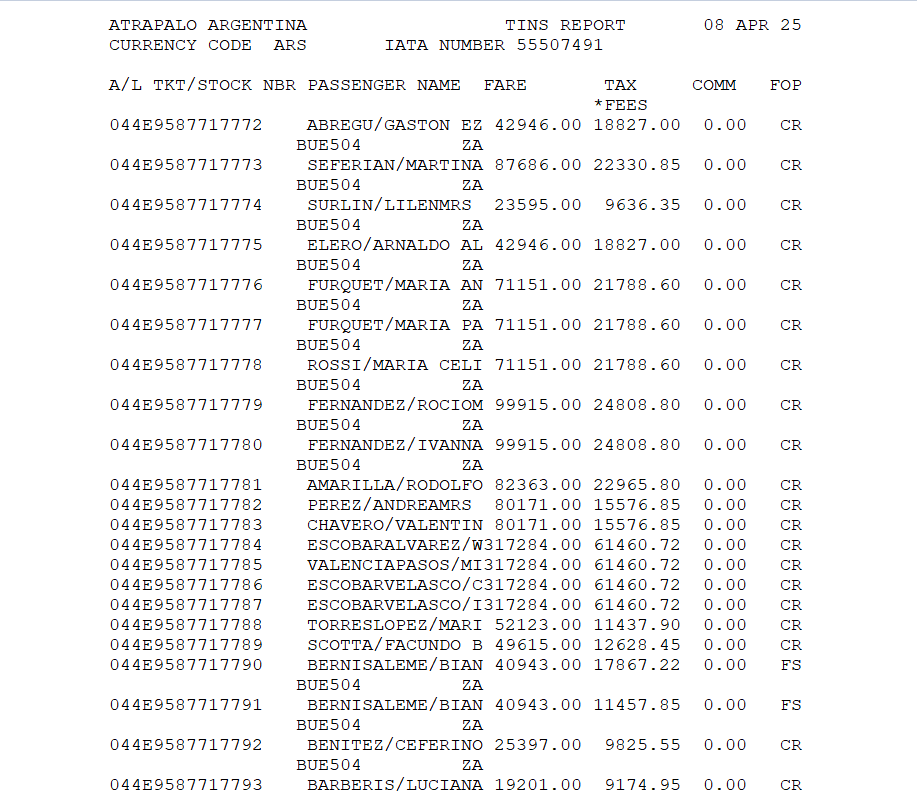 ATRAPALO ARGENTINA TINS REPORT 08 APR 25
CURRENCY CODE ARS IATA NUMBER 55507491
A/L TKT/STOCK NBR PASSENGER NAME FARE TAX COMM FOP
*FEES
044E9587717772 ABREGU/GASTON EZ 42946.00 18827.00 0.00 CR
BUE504 ZA
044E9587717773 SEFERIAN/MARTINA 87686.00 22330.85 0.00 CR
BUE504 ZA
044E9587717774 SURLIN/LILENMRS 23595.00 9636.35 0.00 CR
BUE504 ZA
044E9587717775 ELERO/ARNALDO AL 42946.00 18827.00 0.00 CR
BUE504 ZA
044E9587717776 FURQUET/MARIA AN 71151.00 21788.60 0.00 CR
BUE504 ZA
044E9587717777 FURQUET/MARIA PA 71151.00 21788.60 0.00 CR
BUE504 ZA
044E9587717778 ROSSI/MARIA CELI 71151.00 21788.60 0.00 CR
BUE504 ZA
044E9587717779 FERNANDEZ/ROCIOM 99915.00 24808.80 0.00 CR
BUE504 ZA
044E9587717780 FERNANDEZ/IVANNA 99915.00 24808.80 0.00 CR
BUE504 ZA
044E9587717781 AMARILLA/RODOLFO 82363.00 22965.80 0.00 CR
044E9587717782 PEREZ/ANDREAMRS 80171.00 15576.85 0.00 CR
044E9587717783 CHAVERO/VALENTIN 80171.00 15576.85 0.00 CR
044E9587717784 ESCOBARALVAREZ/W317284.00 61460.72 0.00 CR
044E9587717785 VALENCIAPASOS/MI317284.00 61460.72 0.00 CR
044E9587717786 ESCOBARVELASCO/C317284.00 61460.72 0.00 CR
044E9587717787 ESCOBARVELASCO/I317284.00 61460.72 0.00 CR
044E9587717788 TORRESLOPEZ/MARI 52123.00 11437.90 0.00 CR
044E9587717789 SCOTTA/FACUNDO B 49615.00 12628.45 0.00 CR
044E9587717790 BERNISALEME/BIAN 40943.00 17867.22 0.00 FS
BUE504 ZA
044E9587717791 BERNISALEME/BIAN 40943.00 11457.85 0.00 FS
BUE504 ZA
044E9587717792 BENITEZ/CEFERINO 25397.00 9825.55 0.00 CR
BUE504 ZA
044E9587717793 BARBERIS/LUCIANA 19201.00 9174.95 0.00 CR